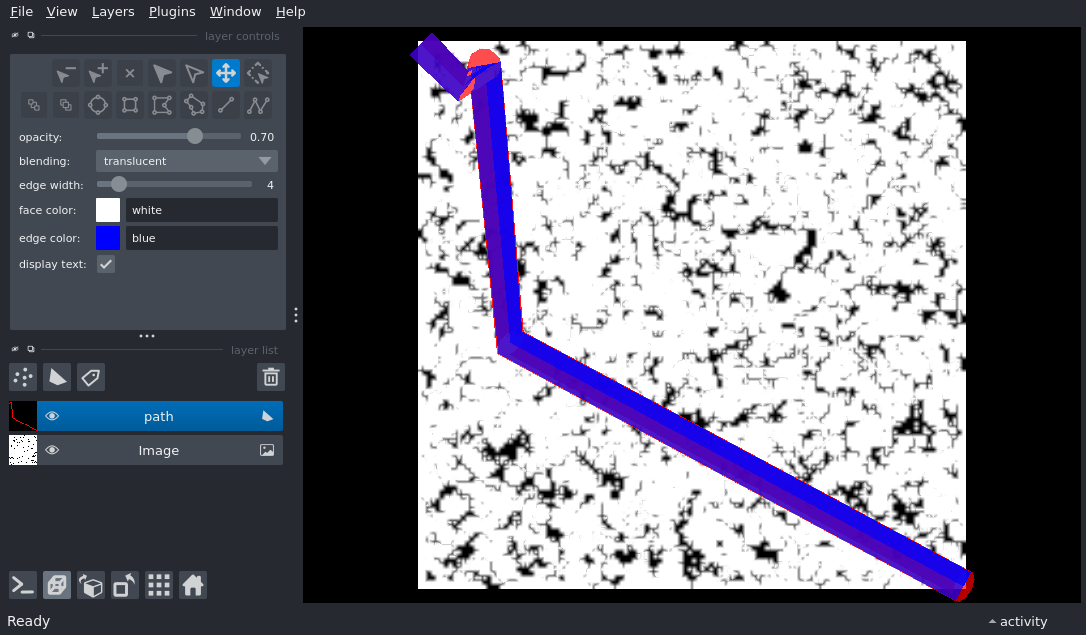 File View Layers Plugins Window Help
layer controls
opacity: 0.70
blending: translucent
edge width: 4
face color: white
edge color: blue
display text:
layer list
path
Image
Ready
activity